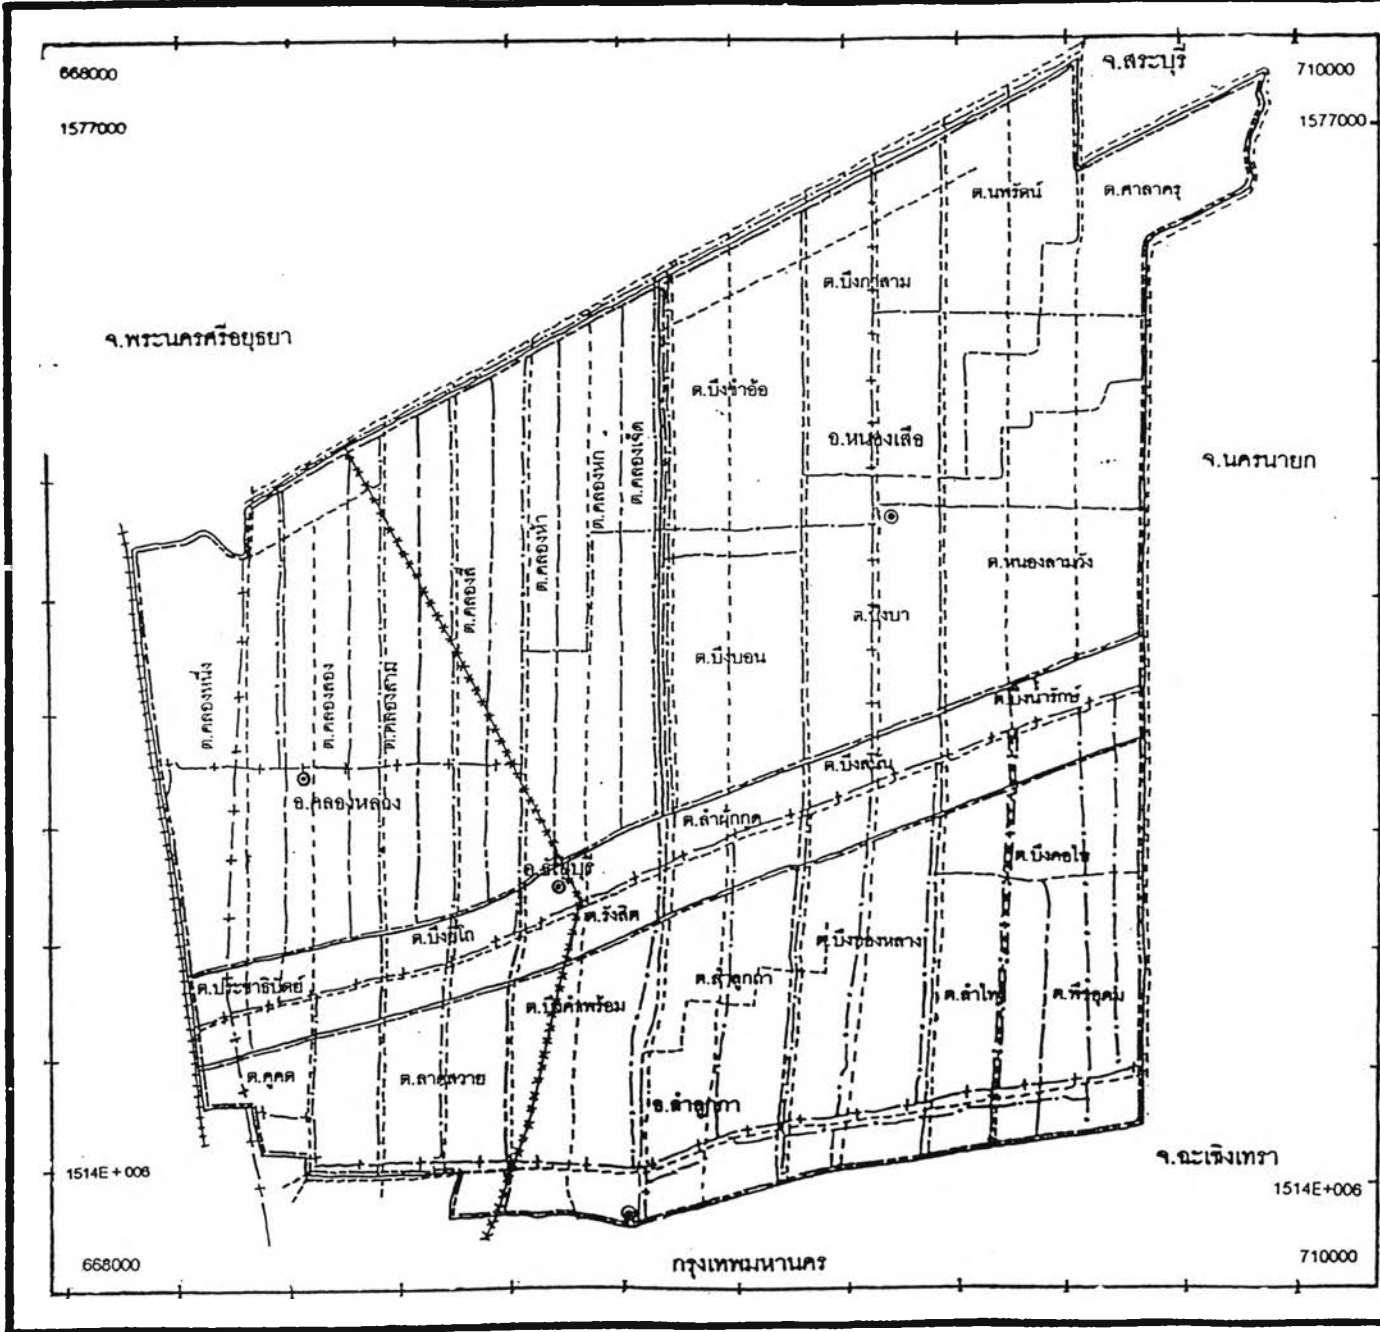 จ.สระบุรี
668000
710000
1577000
1577000
ต.นพรัตน์
ต.ศาลาครุ
ต.บึงกาสาม
จ.พระนครศรีอยุธยา
ต.บึงชำอ้อ
อ.หนองเสือ
จ.นครนายก
ต.คลองเจ็ด
ต.คลองหก
ต.คลองห้า
ต.คลองสี่
ต.หนองสามวัง
ต.บึงบา
ต.บึงบอน
ต.คลองหนึ่ง
ต.คลองสอง
ต.คลองสาม
ต.บึงน้ำรักษ์
ต.บึงสนั่น
อ.คลองหลวง
ต.ลำผักกูด
ต.บึงคอไห
อ.ธัญบุรี
ต.รังสิต
ต.บึงยี่โถ
ต.บึงทองหลาง
ต.ประชาธิปัตย์
ต.ลำลูกกา
ต.ลำไทร
ต.พืชอุดม
ต.บึงคำพร้อย
ต.คูคต
ต.ลาดสวาย
อ.ลำลูกกา
จ.ฉะเชิงเทรา
1514E+006
1514E+006
กรุงเทพมหานคร
668000
710000